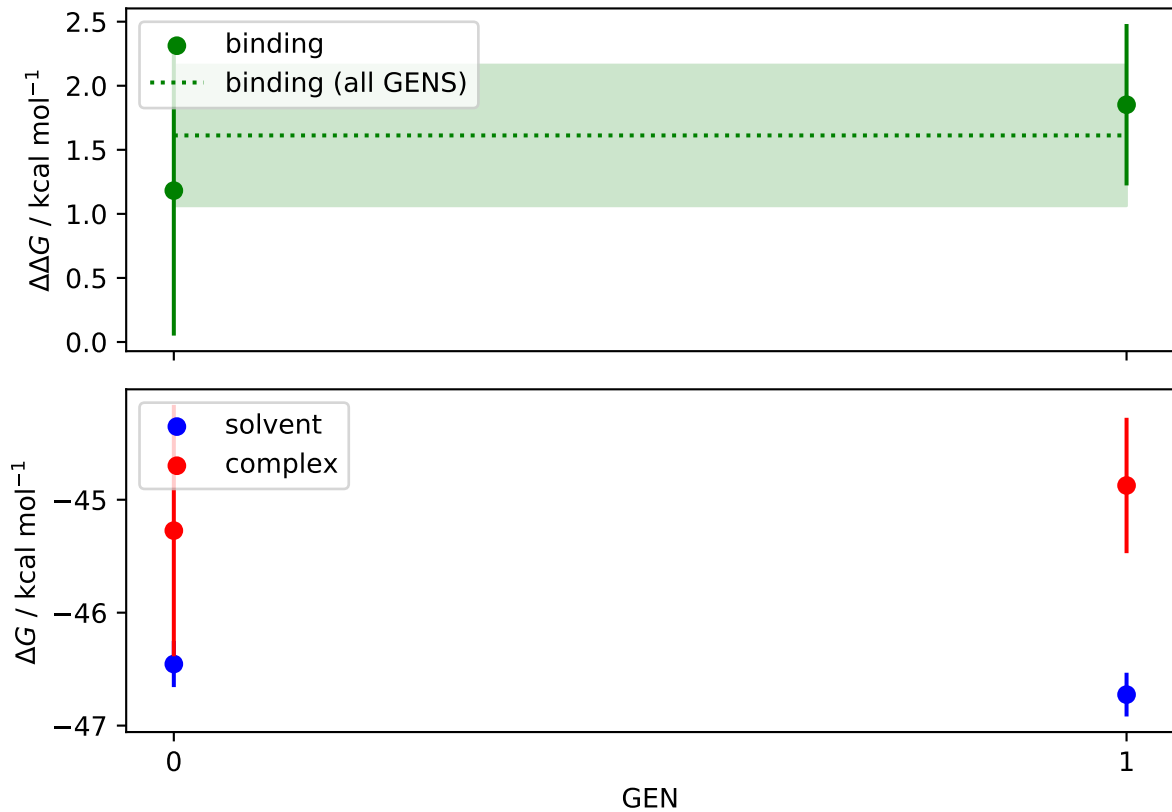 2.5
2.0
1.5
1.0
0.5
0.0
ΔΔG / kcal mol⁻¹
binding
binding (all GENS)
−45
−46
−47
ΔG / kcal mol⁻¹
solvent
complex
0
1
GEN